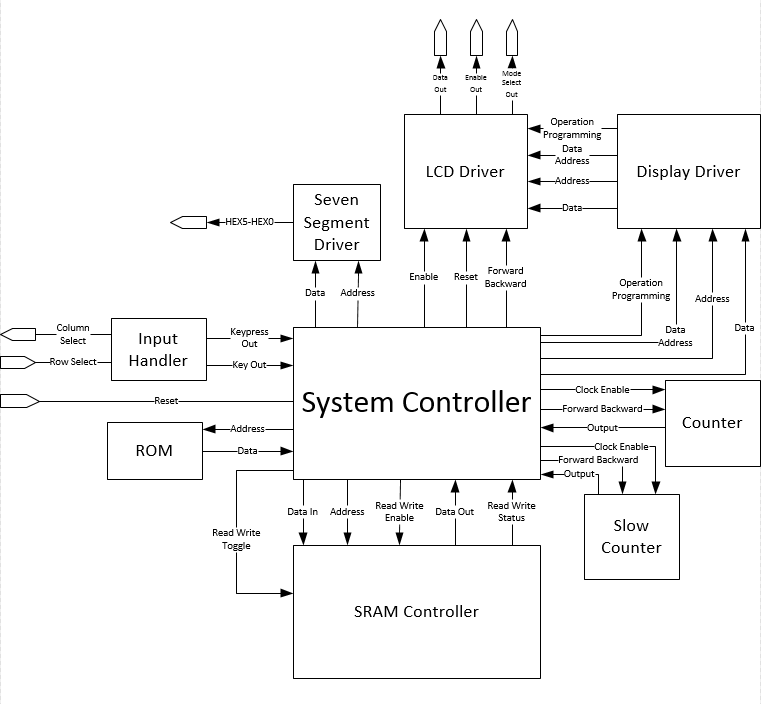 Data
Out
Enable
Out
Mode
Select
Out
LCD Driver
Operation
Programming
Data
Address
Address
Data
Display Driver
Seven
Segment
Driver
HEX5-HEX0
Data
Address
Enable
Reset
Forward
Backward
Operation
Programming
Data
Address
Address
Data
Column
Select
Row Select
Input
Handler
Keypress
Out
Key Out
Reset
System Controller
Clock Enable
Forward Backward
Output
Counter
Address
Data
ROM
Clock Enable
Forward Backward
Output
Slow
Counter
Read Write
Toggle
Data In
Address
Read Write
Enable
Data Out
Read Write
Status
SRAM Controller